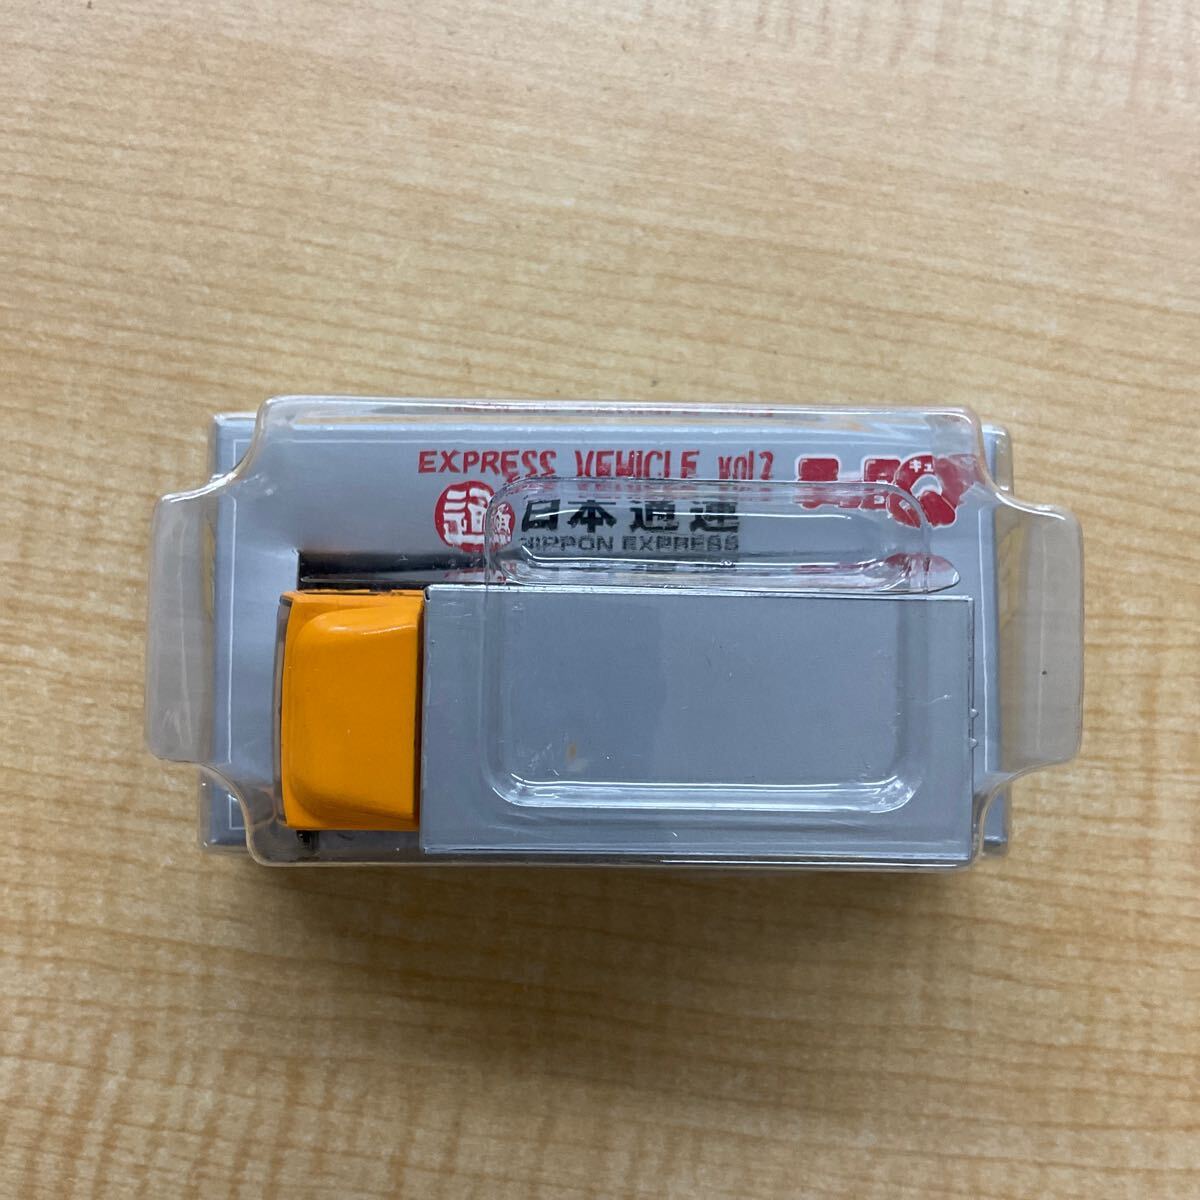 EXPRESS VEHICLE vol2
日本通運
NIPPON EXPRESS